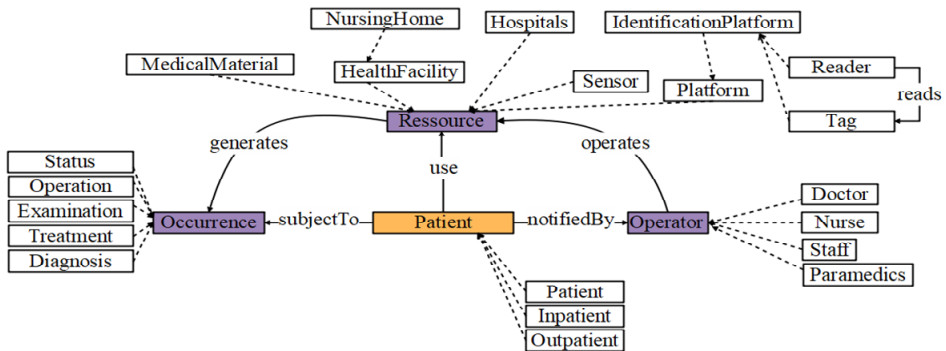 NursingHome
Hospitals
IdentificationPlatform
MedicalMaterial
HealthFacility
Sensor
Platform
Reader
reads
Tag
Ressource
generates
use
operates
Status
Operation
Examination
Treatment
Diagnosis
Occurrence
subjectTo
Patient
notifiedBy
Operator
Doctor
Nurse
Staff
Paramedics
Patient
Inpatient
Outpatient